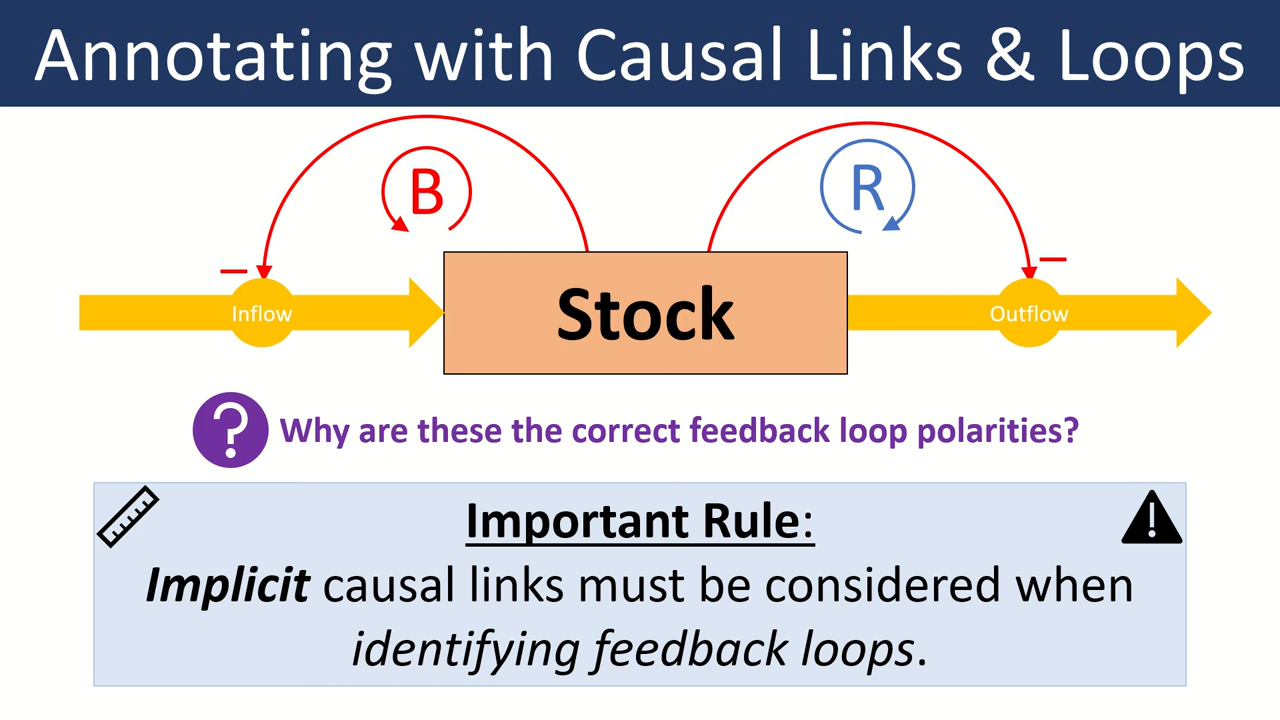 Annotating with Causal Links & Loops
B
R
–
–
Inflow
Stock
Outflow
?
Why are these the correct feedback loop polarities?
Important Rule:
Implicit causal links must be considered when
identifying feedback loops.